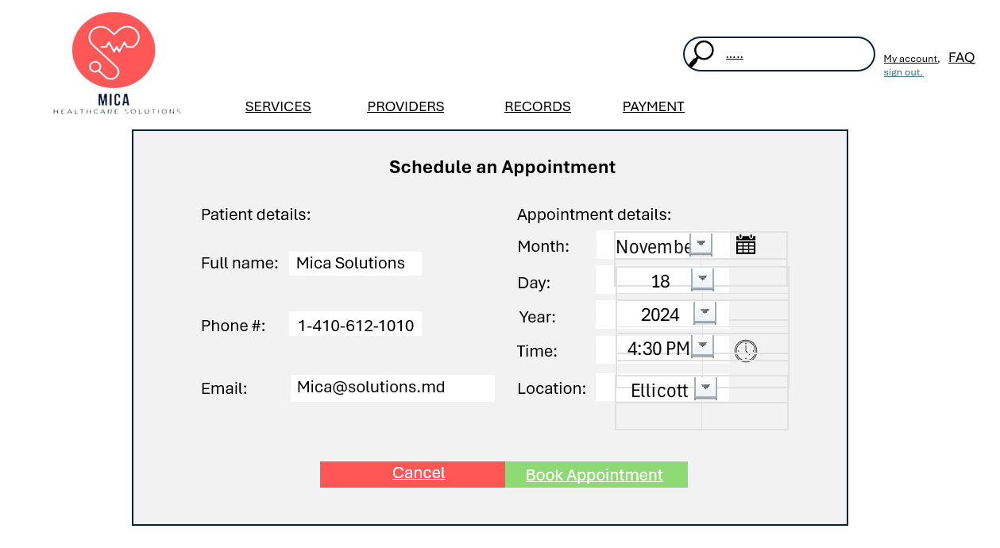 .....
My account, FAQ
sign out.
MICA
HEALTHCARE SOLUTIONS
SERVICES PROVIDERS RECORDS PAYMENT
Schedule an Appointment
Patient details: Appointment details:
Month: Novembe
Full name: Mica Solutions
Day: 18
Year: 2024
Phone #: 1-410-612-1010
Time: 4:30 PM
Email: Mica@solutions.md
Location: Ellicott
Cancel Book Appointment